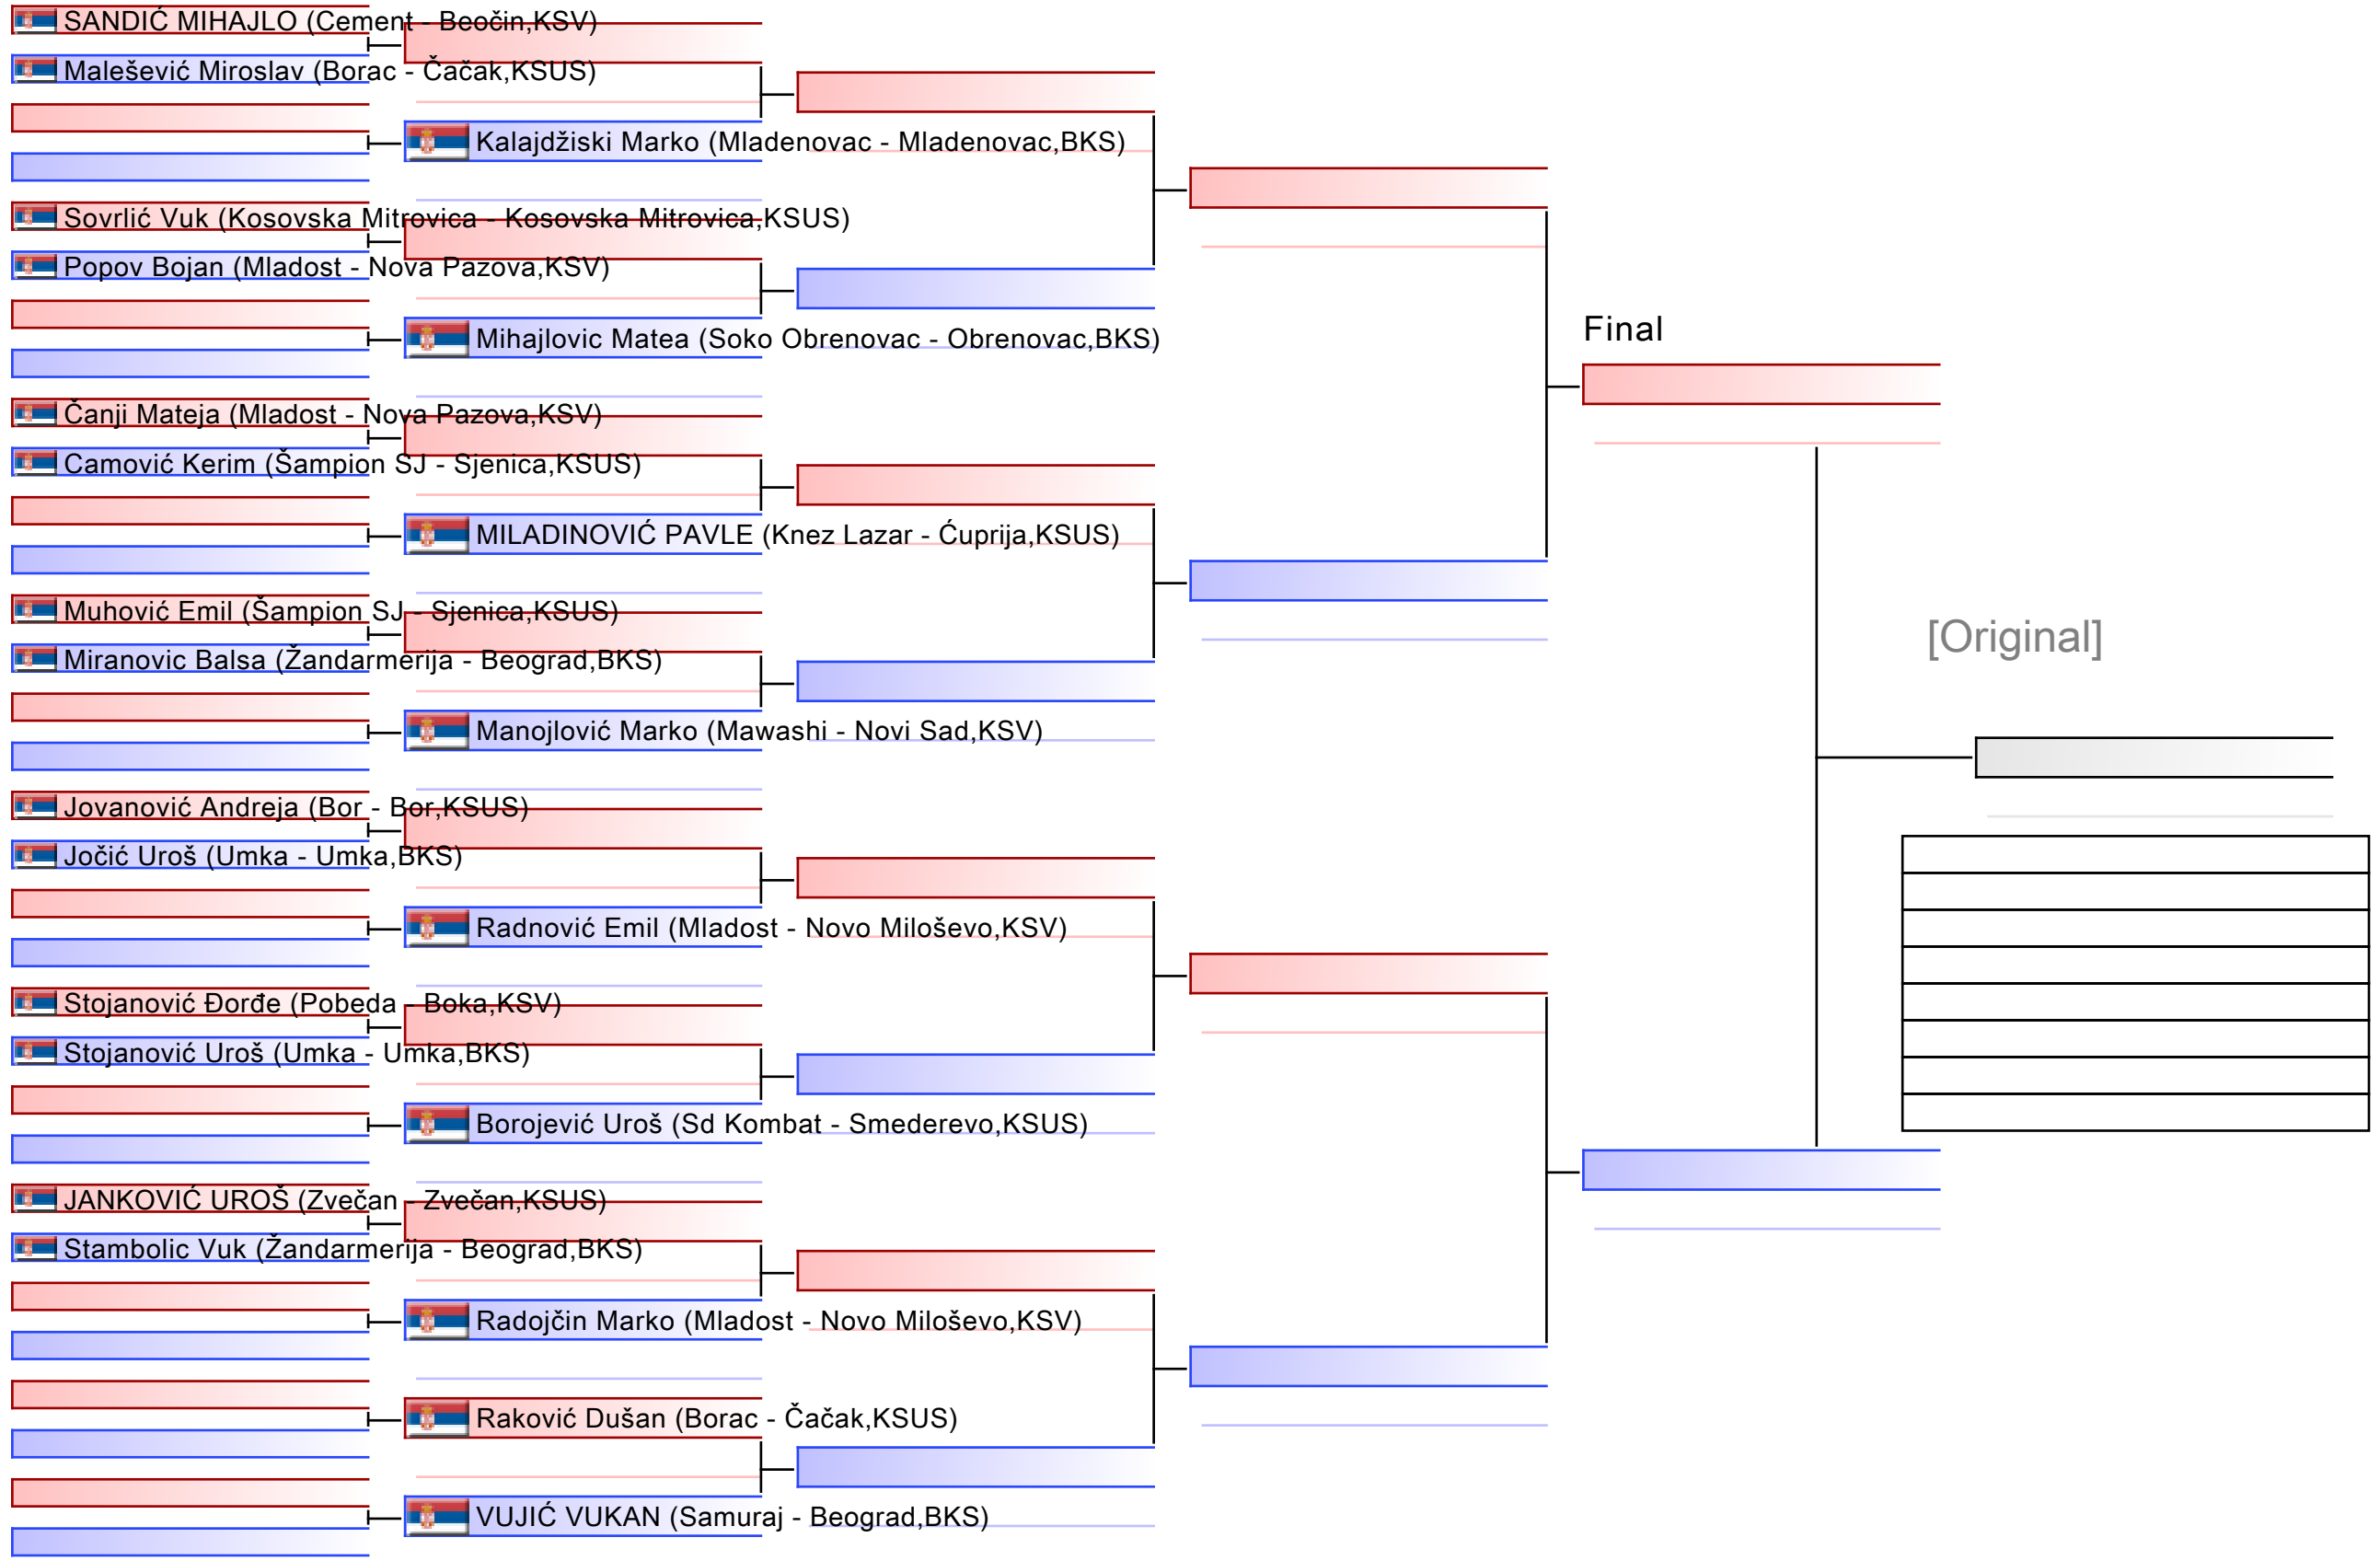 SANDIĆ MIHAJLO (Cement - Beočin,KSV)
Malešević Miroslav (Borac - Čačak,KSUS)
Kalajdžiski Marko (Mladenovac - Mladenovac,BKS)
Sovrlić Vuk (Kosovska Mitrovica - Kosovska Mitrovica,KSUS)
Popov Bojan (Mladost - Nova Pazova,KSV)
Mihajlovic Matea (Soko Obrenovac - Obrenovac,BKS)
Final
Čanji Mateja (Mladost - Nova Pazova,KSV)
Camović Kerim (Šampion SJ - Sjenica,KSUS)
MILADINOVIĆ PAVLE (Knez Lazar - Ćuprija,KSUS)
Muhović Emil (Šampion SJ - Sjenica,KSUS)
[Original]
Miranovic Balsa (Žandarmerija - Beograd,BKS)
Manojlović Marko (Mawashi - Novi Sad,KSV)
Jovanović Andreja (Bor - Bor,KSUS)
Jočić Uroš (Umka - Umka,BKS)
Radnović Emil (Mladost - Novo Miloševo,KSV)
Stojanović Đorđe (Pobeda - Boka,KSV)
Stojanović Uroš (Umka - Umka,BKS)
Borojević Uroš (Sd Kombat - Smederevo,KSUS)
JANKOVIĆ UROŠ (Zvečan - Zvečan,KSUS)
Stambolic Vuk (Žandarmerija - Beograd,BKS)
Radojčin Marko (Mladost - Novo Miloševo,KSV)
Raković Dušan (Borac - Čačak,KSUS)
VUJIĆ VUKAN (Samuraj - Beograd,BKS)